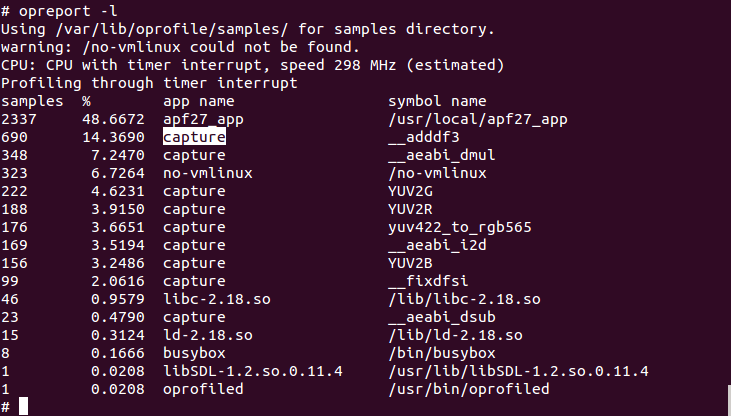 # opreport -l
Using /var/lib/oprofile/samples/ for samples directory.
warning: /no-vmlinux could not be found.
CPU: CPU with timer interrupt, speed 298 MHz (estimated)
Profiling through timer interrupt
samples  %        app name                 symbol name
2337     48.6672  apf27_app                /usr/local/apf27_app
690      14.3690  capture                  __adddf3
348       7.2470  capture                  __aeabi_dmul
323       6.7264  no-vmlinux               /no-vmlinux
222       4.6231  capture                  YUV2G
188       3.9150  capture                  YUV2R
176       3.6651  capture                  yuv422_to_rgb565
169       3.5194  capture                  __aeabi_i2d
156       3.2486  capture                  YUV2B
99        2.0616  capture                  __fixdfsi
46        0.9579  libc-2.18.so             /lib/libc-2.18.so
23        0.4790  capture                  __aeabi_dsub
15        0.3124  ld-2.18.so               /lib/ld-2.18.so
8         0.1666  busybox                  /bin/busybox
1         0.0208  libSDL-1.2.so.0.11.4     /usr/lib/libSDL-1.2.so.0.11.4
1         0.0208  oprofiled                /usr/bin/oprofiled
#